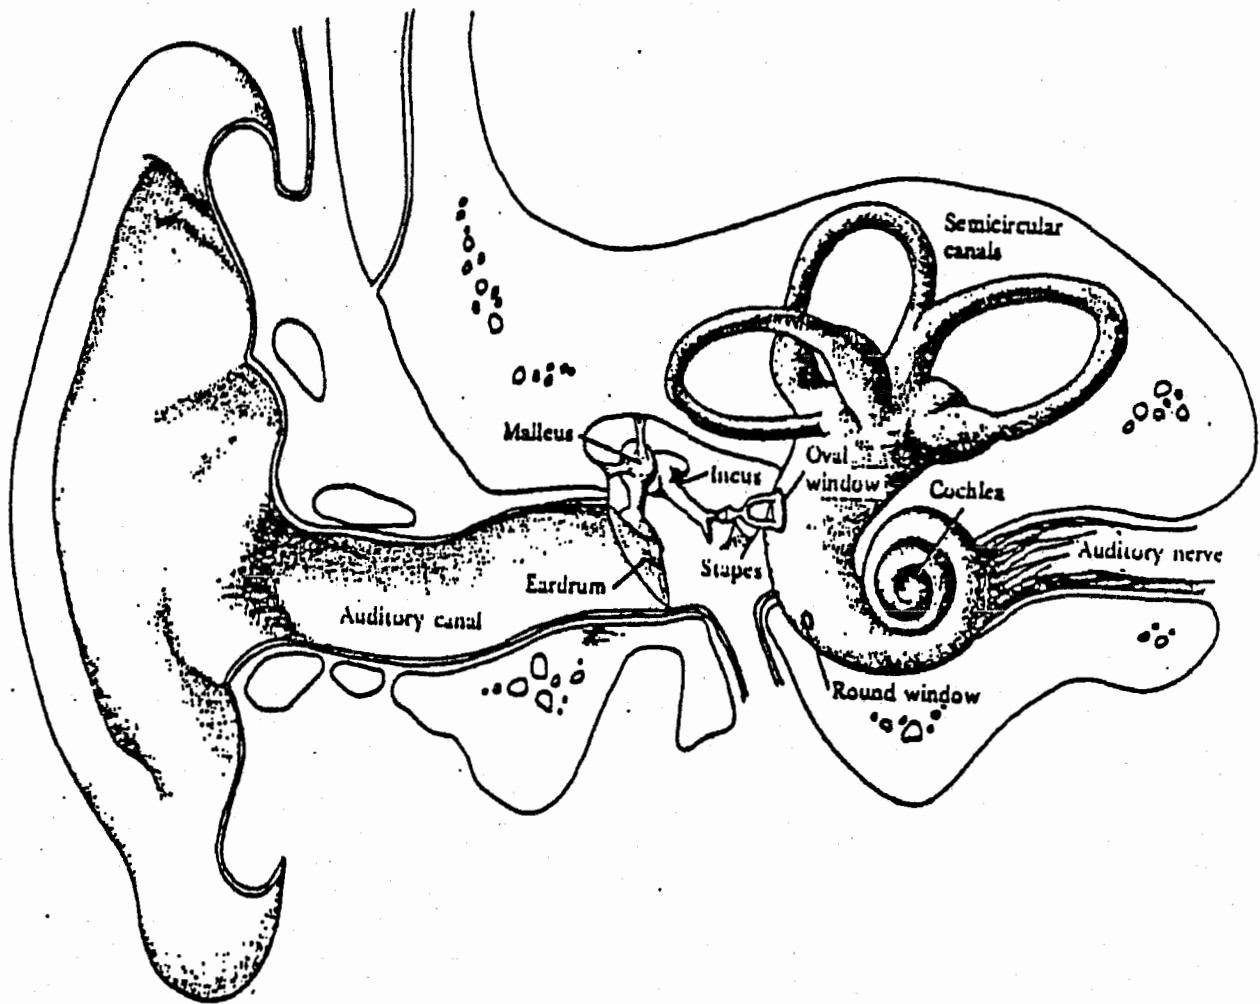 Semicircular
canals
Malleus
Incus
Oval
window
Cochlea
Auditory nerve
Stapes
Eardrum
Auditory canal
Round window